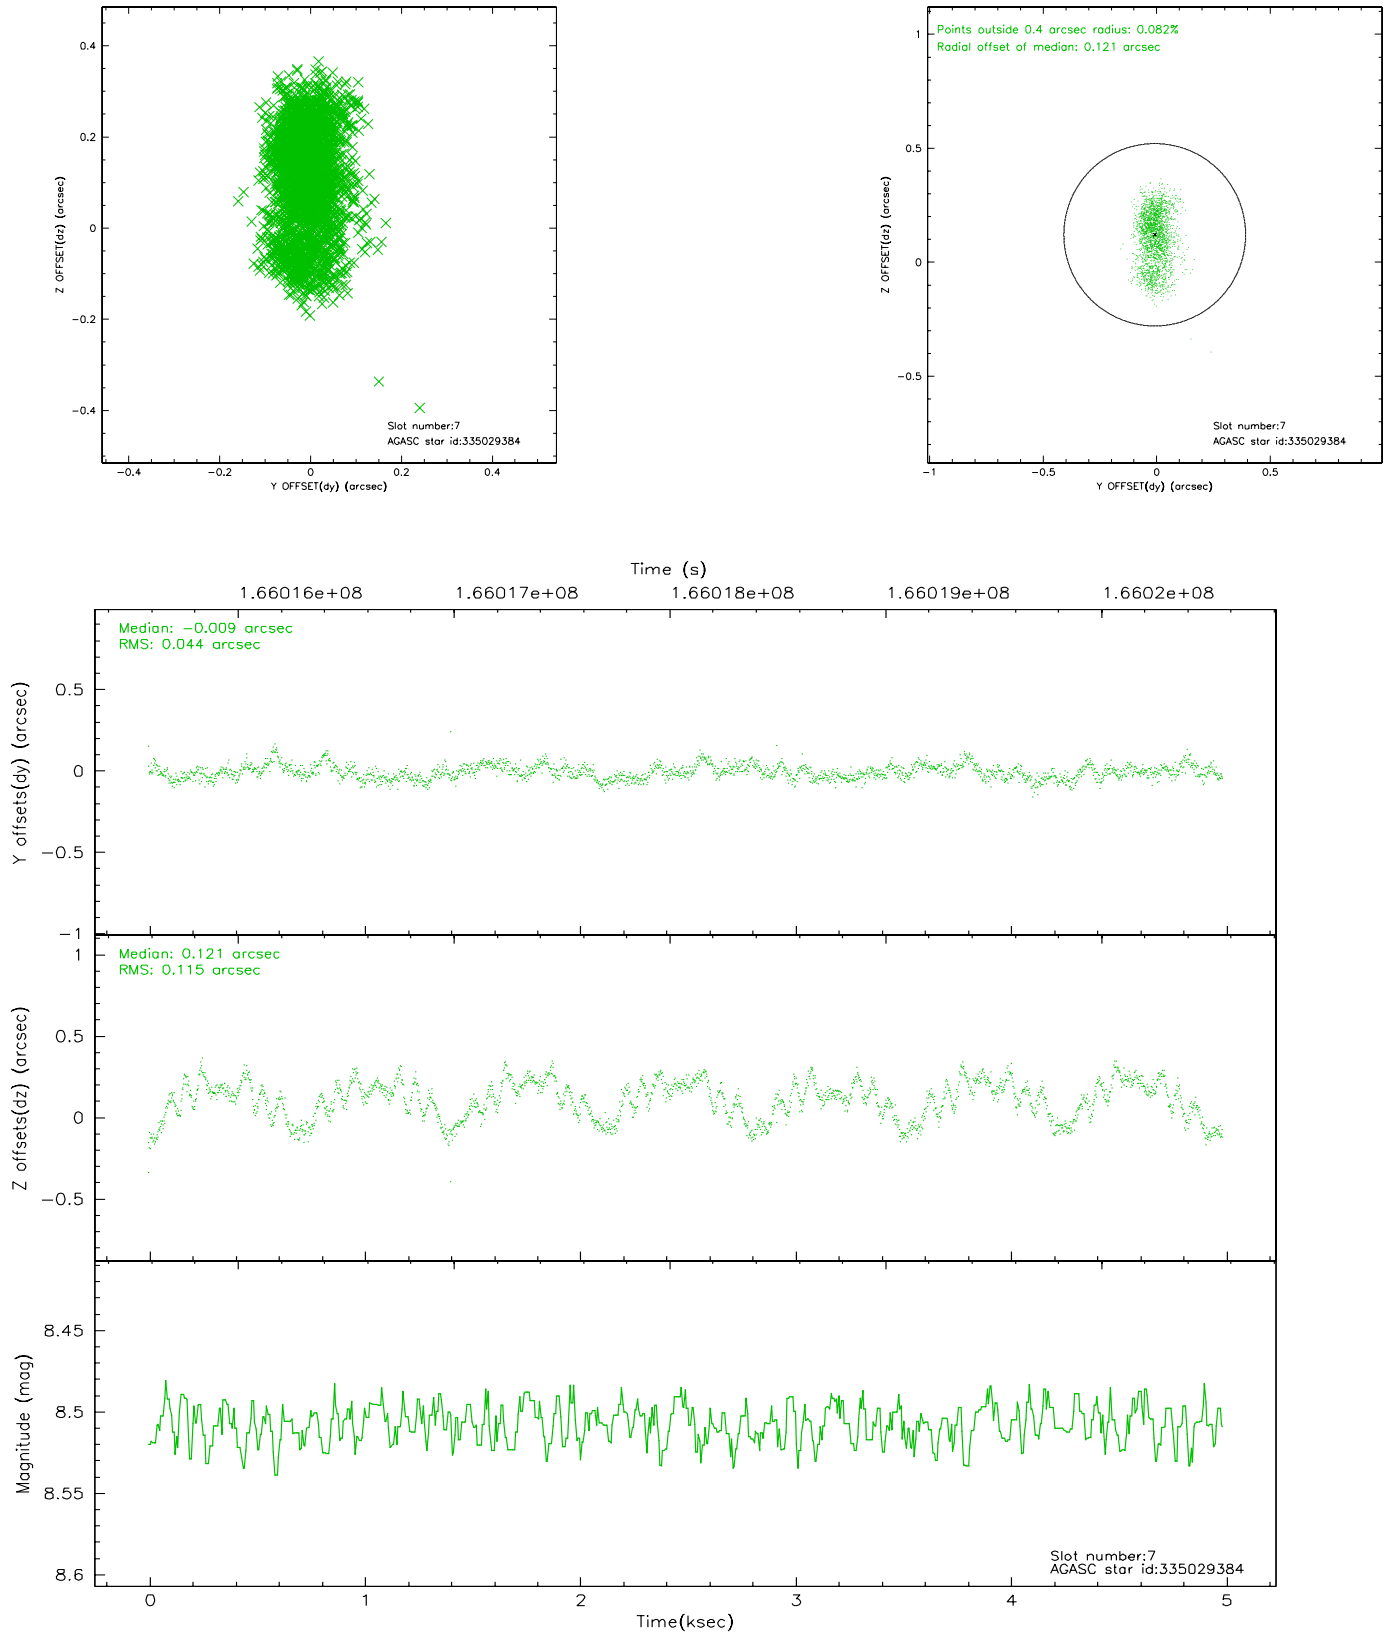 0.4
0.2
0
−0.2
−0.4
Z OFFSET(dz) (arcsec)
−0.4 −0.2 0 0.2 0.4
Y OFFSET(dy) (arcsec)
Slot number:7
AGASC star id:335029384
Points outside 0.4 arcsec radius: 0.082%
Radial offset of median: 0.121 arcsec
1
0.5
0
−0.5
Z OFFSET(dz) (arcsec)
−1 −0.5 0 0.5
Y OFFSET(dy) (arcsec)
Slot number:7
AGASC star id:335029384
Time (s)
1.66016e+08 1.66017e+08 1.66018e+08 1.66019e+08 1.6602e+08
Median: −0.009 arcsec
RMS: 0.044 arcsec
0.5
0
−0.5
−1
Y offsets(dy) (arcsec)
Median: 0.121 arcsec
RMS: 0.115 arcsec
1
0.5
0
−0.5
Z offsets(dz) (arcsec)
8.45
8.5
8.55
8.6
Magnitude (mag)
Slot number:7
AGASC star id:335029384
0 1 2 3 4 5
Time(ksec)